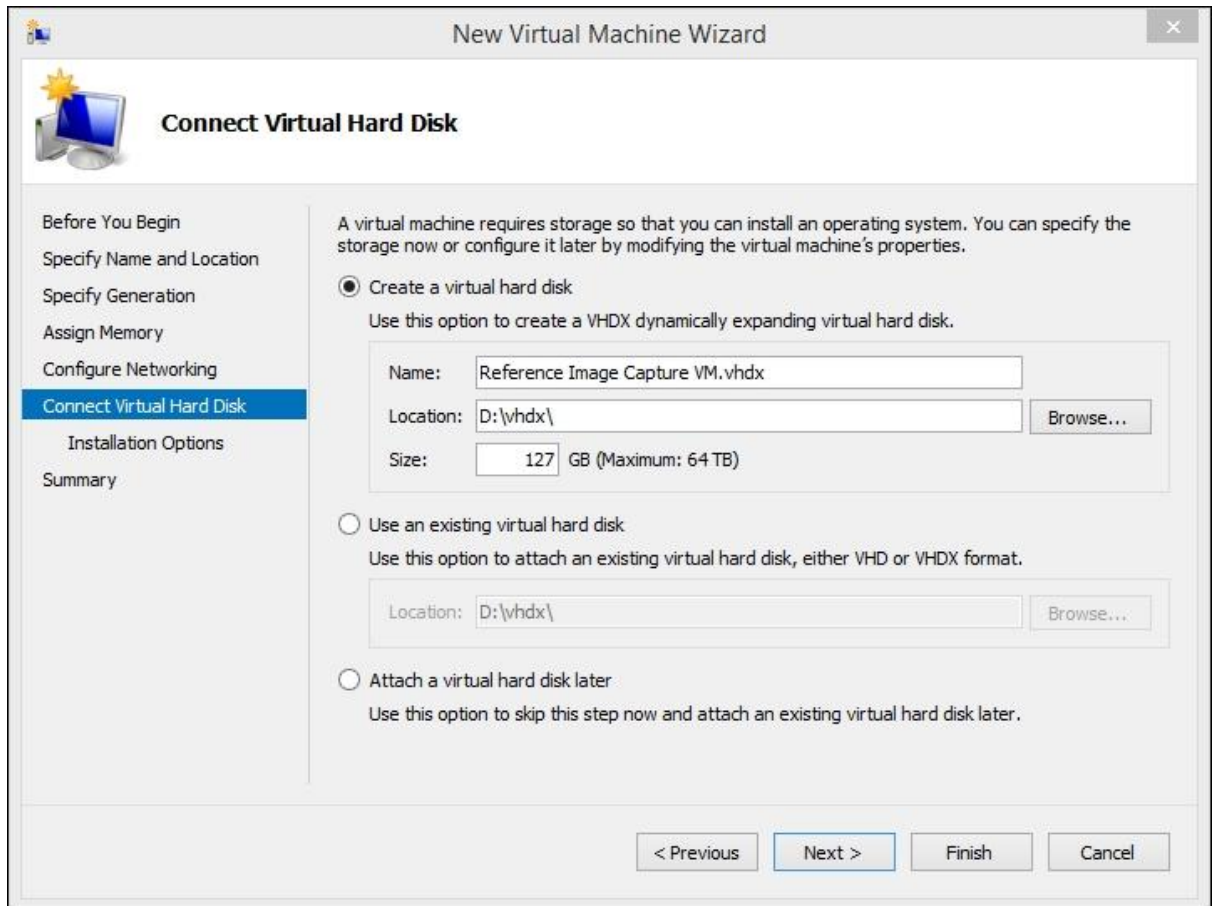 New Virtual Machine Wizard
Connect Virtual Hard Disk
Before You Begin
Specify Name and Location
Specify Generation
Assign Memory
Configure Networking
Connect Virtual Hard Disk
Installation Options
Summary
A virtual machine requires storage so that you can install an operating system. You can specify the
storage now or configure it later by modifying the virtual machine's properties.
Create a virtual hard disk
Use this option to create a VHDX dynamically expanding virtual hard disk.
Name: Reference Image Capture VM.vhdx
Location: D:\vhdx\ Browse...
Size: 127 GB (Maximum: 64 TB)
Use an existing virtual hard disk
Use this option to attach an existing virtual hard disk, either VHD or VHDX format.
Location: D:\vhdx\ Browse...
Attach a virtual hard disk later
Use this option to skip this step now and attach an existing virtual hard disk later.
< Previous Next > Finish Cancel